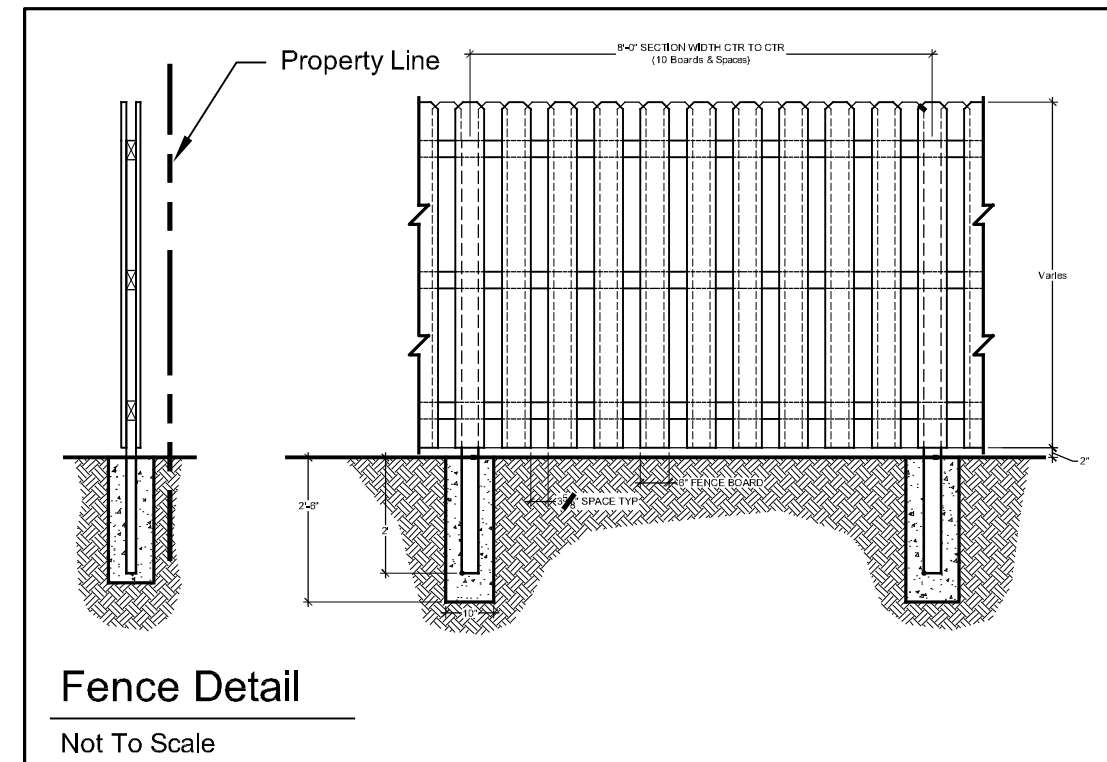 Property Line
8'-0" SECTION WIDTH CTR TO CTR
(10 Boards & Spaces)
Varies
2"
6" FENCE BOARD
SPACE TYP.
2'-6"
2'
10"
Fence Detail
Not To Scale